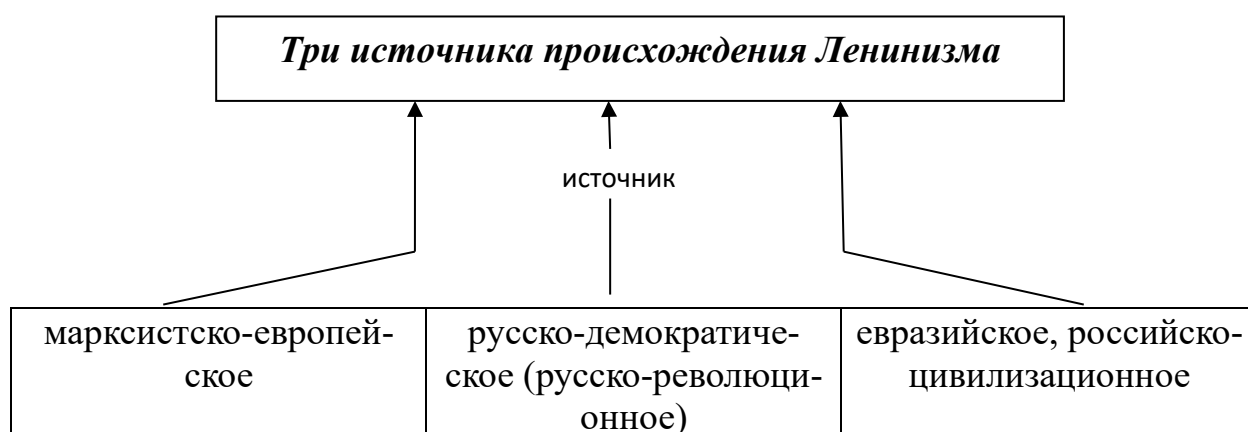 Три источника происхождения Ленинизма
источник
марксистско-европей-
ское
русско-демократиче-
ское (русско-революци-
онное)
евразийское, российско-
цивилизационное